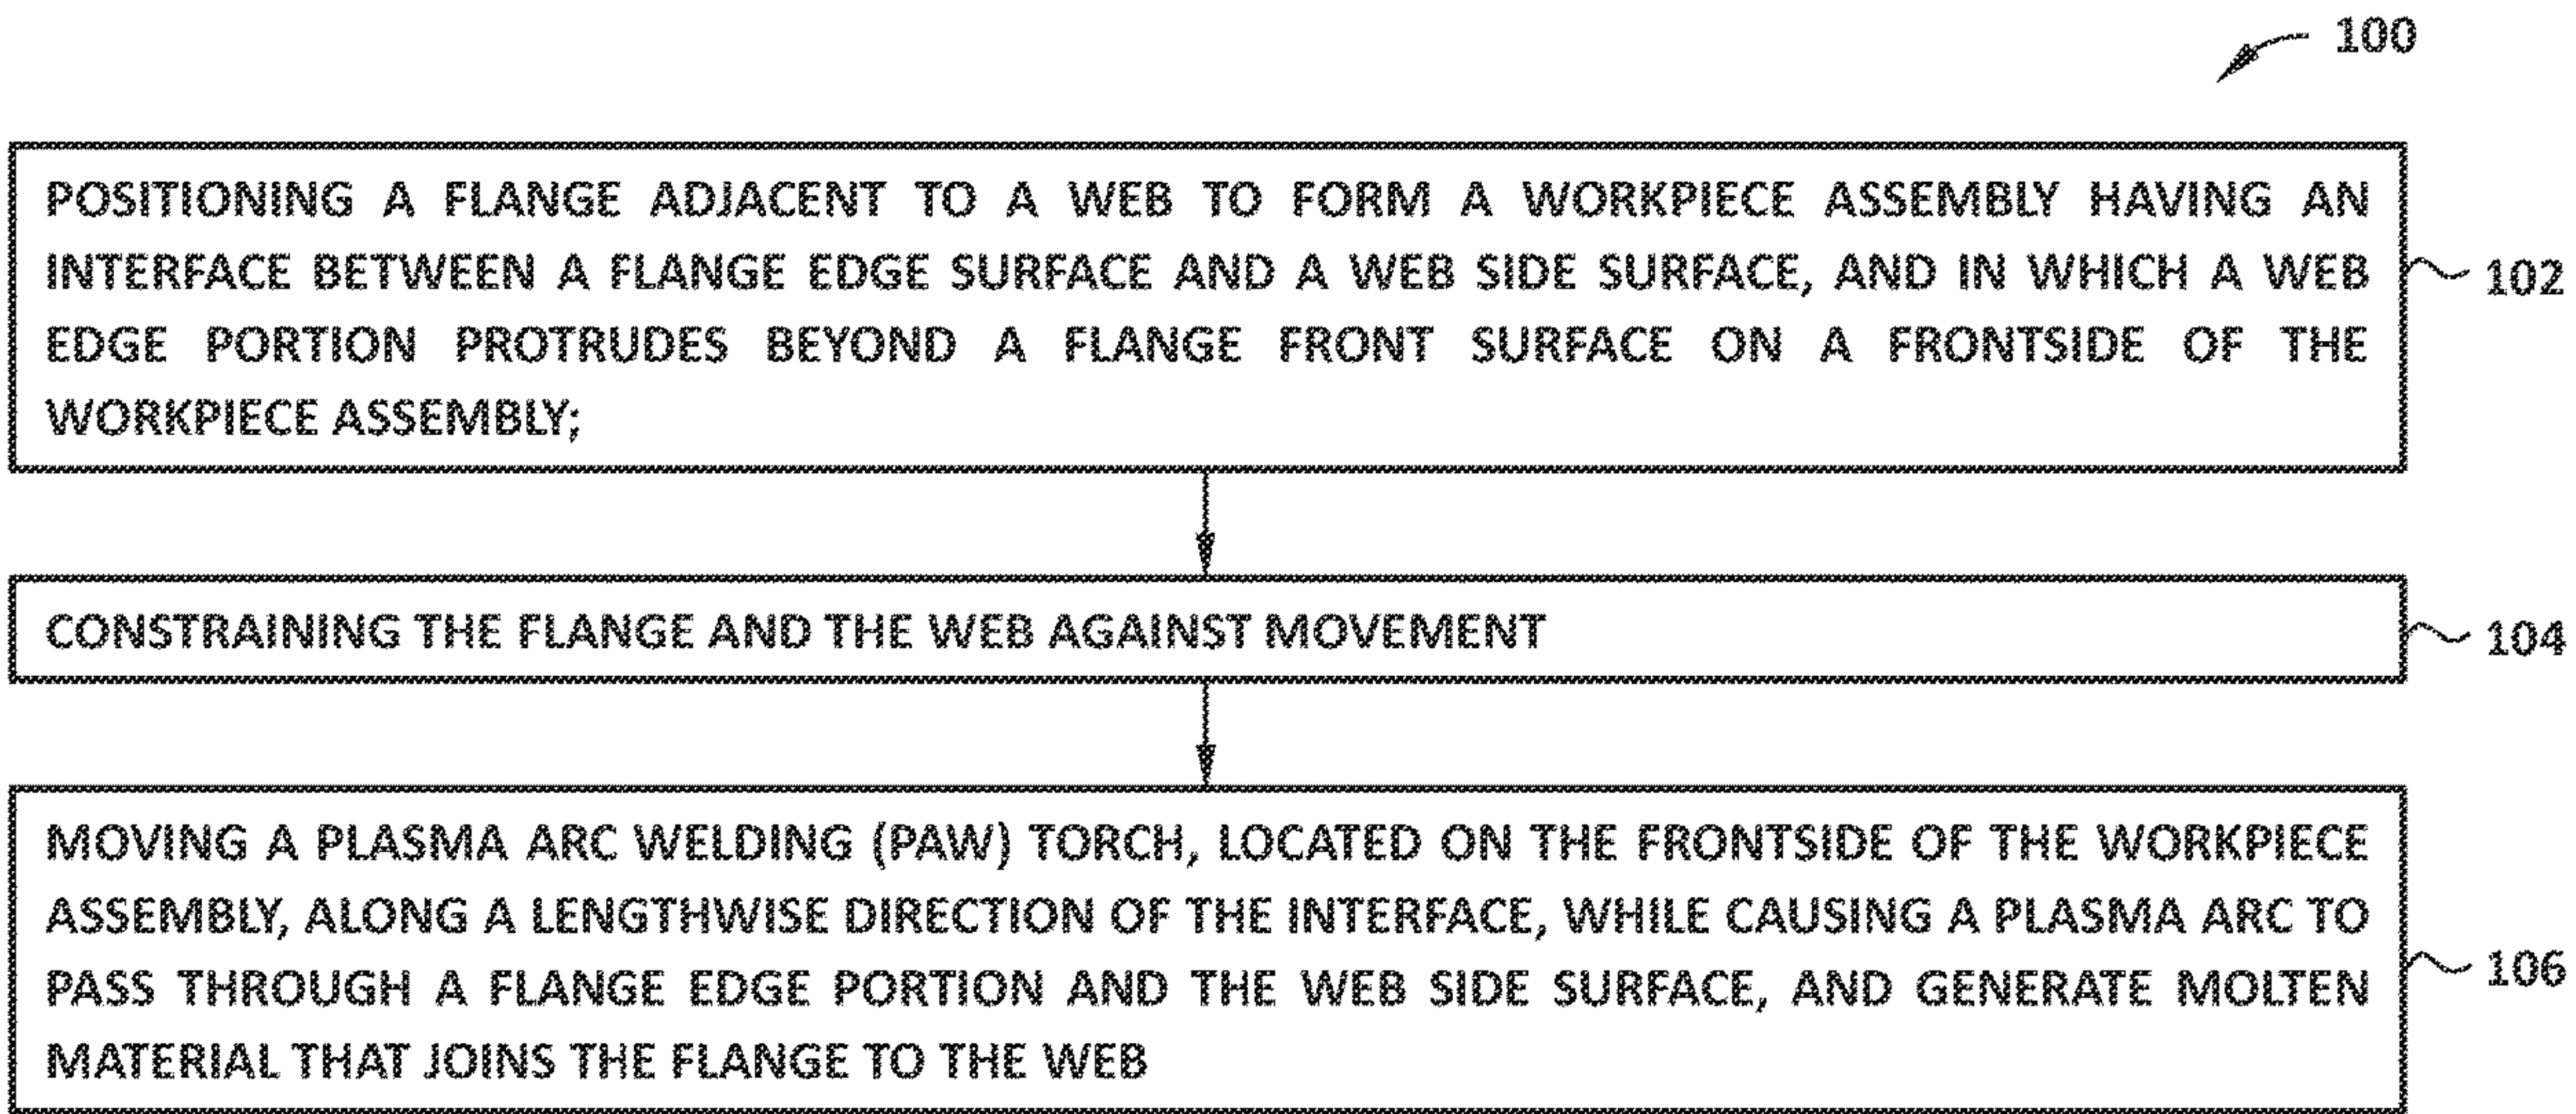 100
POSITIONING A FLANGE ADJACENT TO A WEB TO FORM A WORKPIECE ASSEMBLY HAVING AN
INTERFACE BETWEEN A FLANGE EDGE SURFACE AND A WEB SIDE SURFACE, AND IN WHICH A WEB
EDGE PORTION PROTRUDES BEYOND A FLANGE FRONT SURFACE ON A FRONTSIDE OF THE
WORKPIECE ASSEMBLY;
102
CONSTRAINING THE FLANGE AND THE WEB AGAINST MOVEMENT
104
MOVING A PLASMA ARC WELDING (PAW) TORCH, LOCATED ON THE FRONTSIDE OF THE WORKPIECE
ASSEMBLY, ALONG A LENGTHWISE DIRECTION OF THE INTERFACE, WHILE CAUSING A PLASMA ARC TO
PASS THROUGH A FLANGE EDGE PORTION AND THE WEB SIDE SURFACE, AND GENERATE MOLTEN
MATERIAL THAT JOINS THE FLANGE TO THE WEB
106